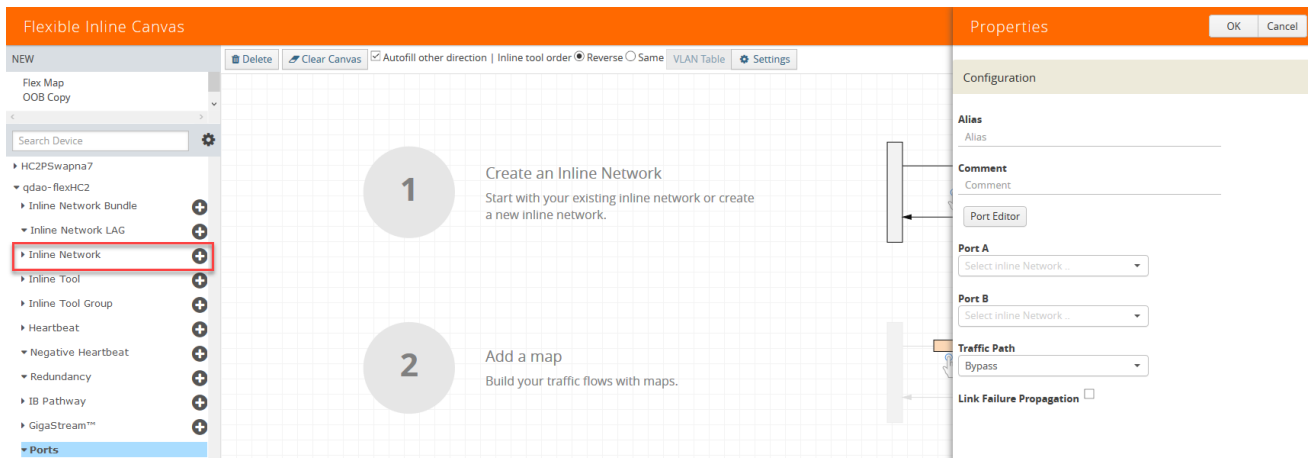 Flexible Inline Canvas
Properties
OK
Cancel
NEW
Delete
Clear Canvas
Autofill other direction | Inline tool order
Reverse
Same
VLAN Table
Settings
Flex Map
OOB Copy
Search Device
HC2PSwapna7
qdao-flexHC2
Inline Network Bundle
Inline Network LAG
Inline Network
Inline Tool
Inline Tool Group
Heartbeat
Negative Heartbeat
Redundancy
IB Pathway
GigaStream™
Ports
1
Create an Inline Network
Start with your existing inline network or create
a new inline network.
2
Add a map
Build your traffic flows with maps.
Configuration
Alias
Alias
Comment
Comment
Port Editor
Port A
Select inline Network ...
Port B
Select inline Network ...
Traffic Path
Bypass
Link Failure Propagation